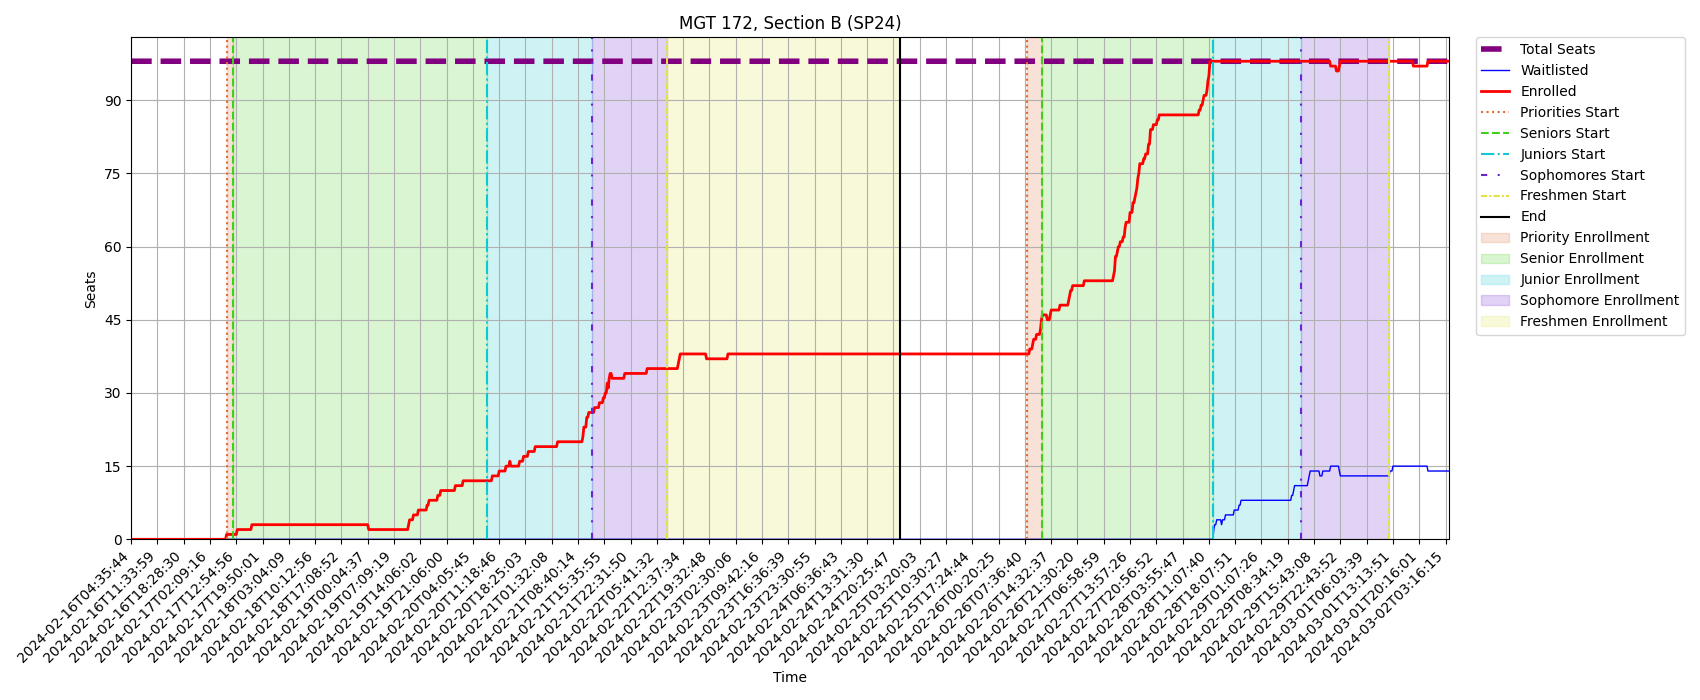 MGT 172, Section B (SP24)
Total Seats
Waitlisted
Enrolled
Priorities Start
Seniors Start
Juniors Start
Sophomores Start
Freshmen Start
End
Priority Enrollment
Senior Enrollment
Junior Enrollment
Sophomore Enrollment
Freshmen Enrollment
Seats
90
75
60
45
30
15
0
2024-02-16T04:35:44
2024-02-16T11:33:59
2024-02-16T18:28:30
2024-02-17T02:09:16
2024-02-17T12:54:56
2024-02-17T19:50:01
2024-02-18T03:04:09
2024-02-18T10:12:56
2024-02-18T17:08:52
2024-02-19T00:04:37
2024-02-19T07:09:19
2024-02-19T14:06:02
2024-02-19T21:06:00
2024-02-20T04:05:45
2024-02-20T11:18:46
2024-02-20T18:25:03
2024-02-21T01:32:08
2024-02-21T08:40:14
2024-02-21T15:35:55
2024-02-21T22:31:50
2024-02-22T05:41:32
2024-02-22T12:37:34
2024-02-22T19:32:48
2024-02-23T02:30:06
2024-02-23T09:42:16
2024-02-23T16:36:39
2024-02-23T23:30:55
2024-02-24T06:36:43
2024-02-24T13:31:30
2024-02-24T20:25:47
2024-02-25T03:20:03
2024-02-25T10:30:27
2024-02-25T17:24:44
2024-02-26T00:20:25
2024-02-26T07:36:40
2024-02-26T14:32:37
2024-02-26T21:30:20
2024-02-27T06:58:59
2024-02-27T13:57:26
2024-02-27T20:56:52
2024-02-28T03:55:47
2024-02-28T11:07:40
2024-02-28T18:07:51
2024-02-29T01:07:26
2024-02-29T08:34:19
2024-02-29T15:43:08
2024-02-29T22:43:52
2024-03-01T06:03:39
2024-03-01T13:13:51
2024-03-01T20:16:01
2024-03-02T03:16:15
Time